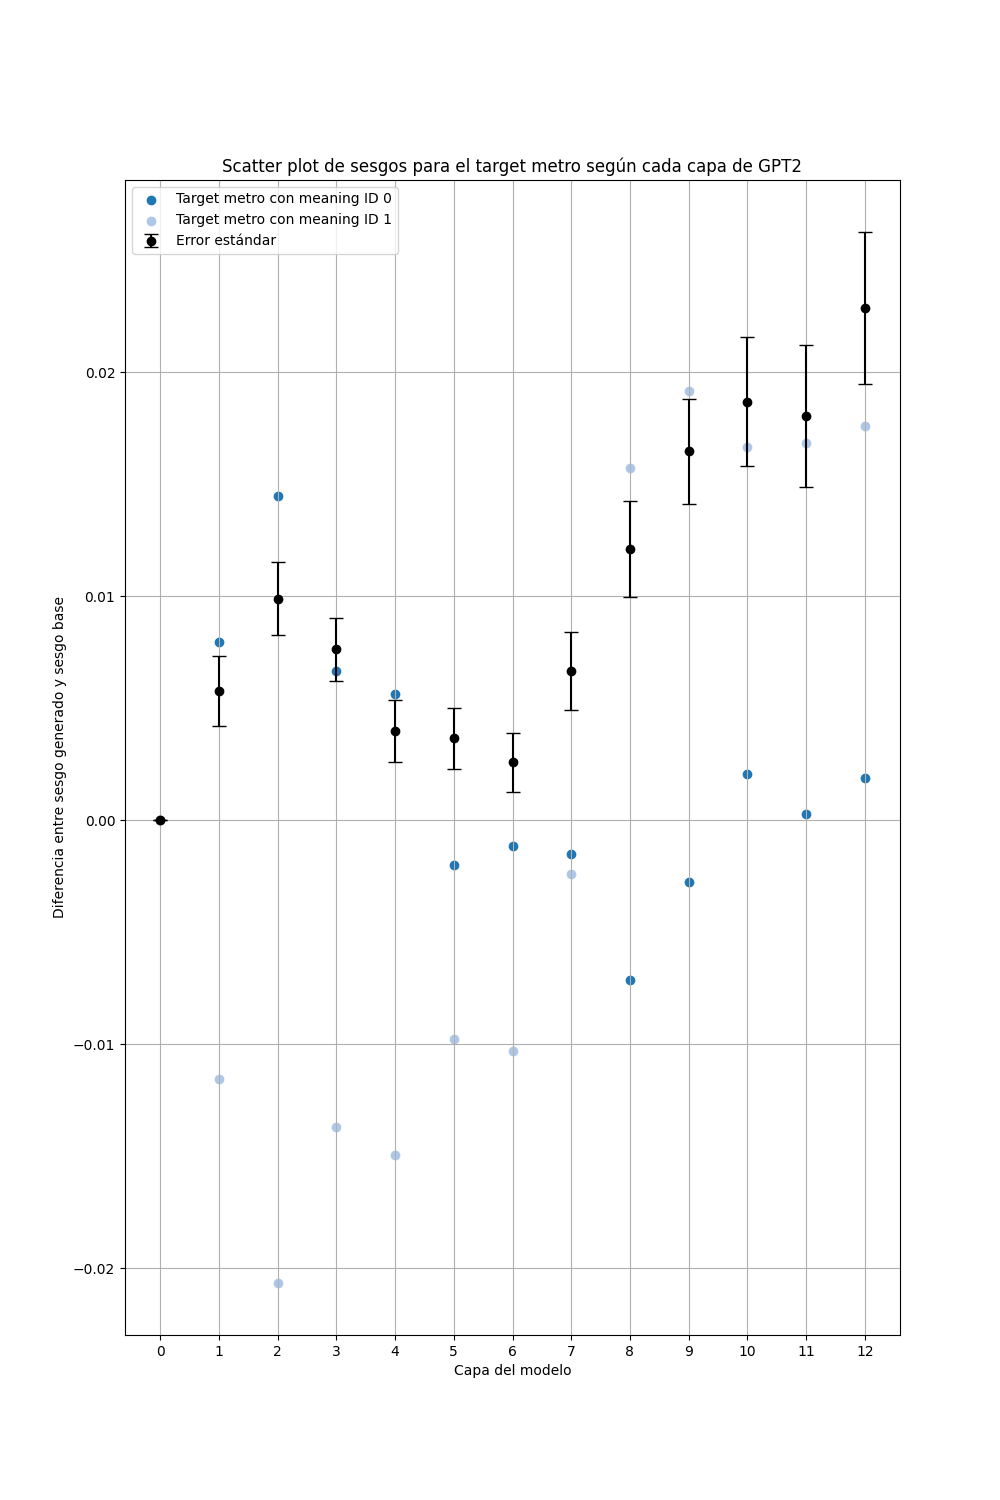 Scatter plot de sesgos para el target metro según cada capa de GPT2
Target metro con meaning ID 0
Target metro con meaning ID 1
Error estándar
Diferencia entre sesgo generado y sesgo base
0.02
0.01
0.00
−0.01
−0.02
0 1 2 3 4 5 6 7 8 9 10 11 12
Capa del modelo